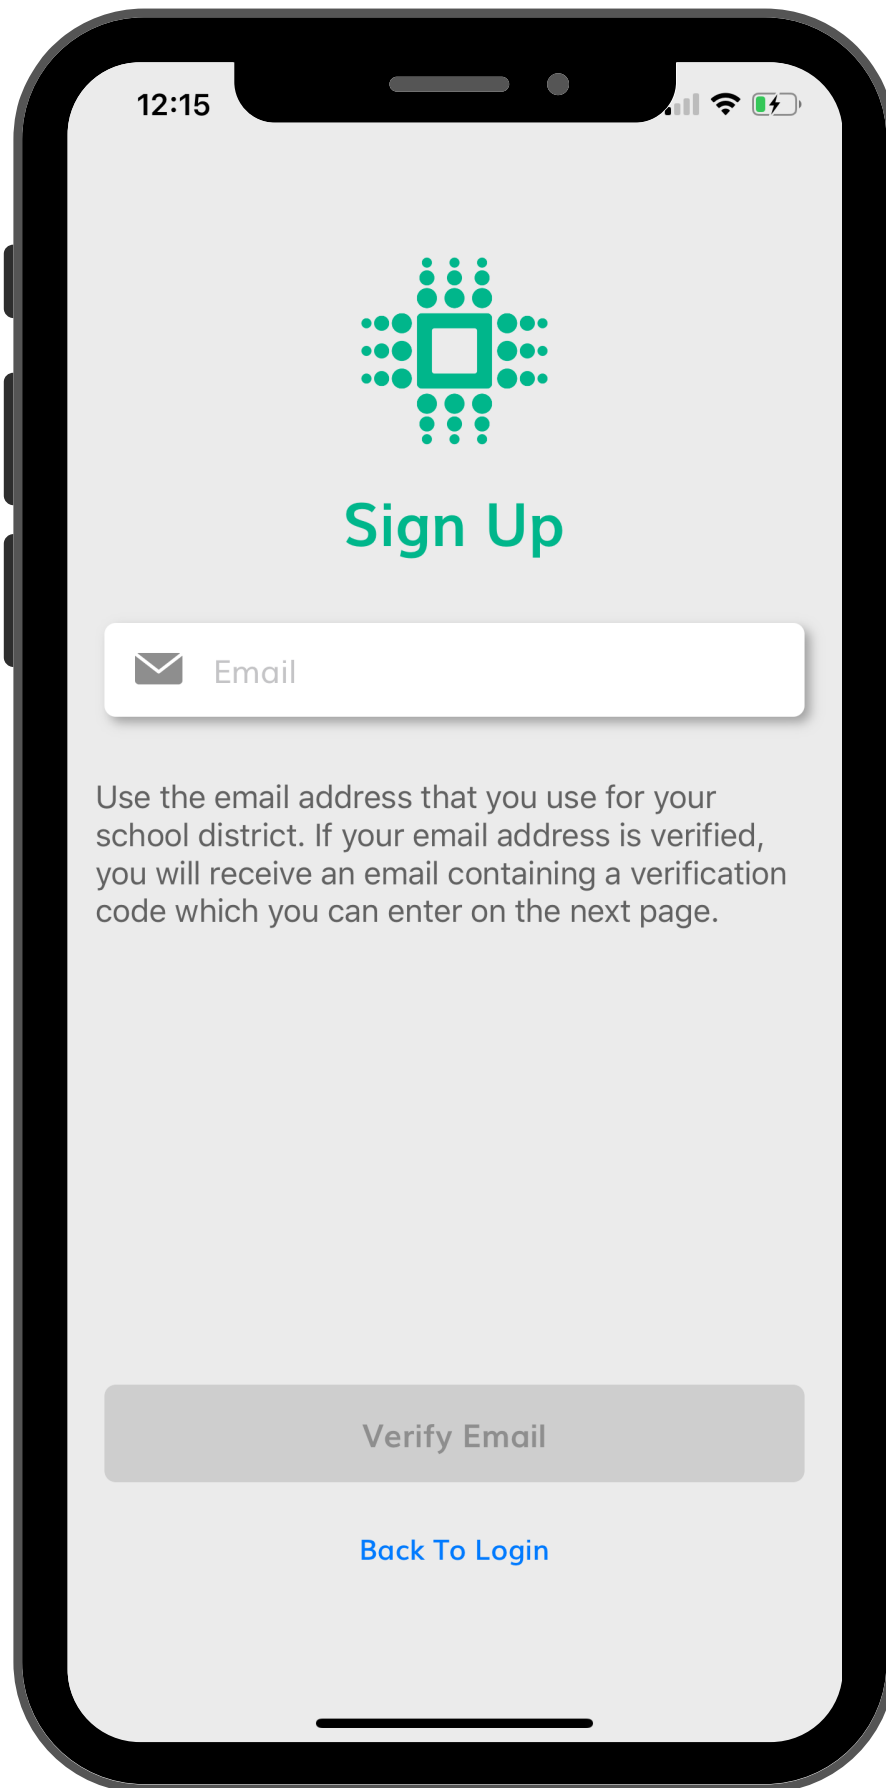 12:15
Sign Up
Email
Use the email address that you use for your
school district. If your email address is verified,
you will receive an email containing a verification
code which you can enter on the next page.
Verify Email
Back To Login